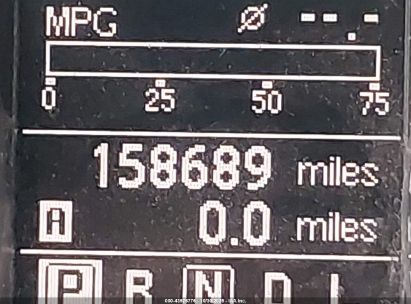 MPG Ø --.-
0 25 50 75
158689 miles
A 0.0 miles
P R N D L